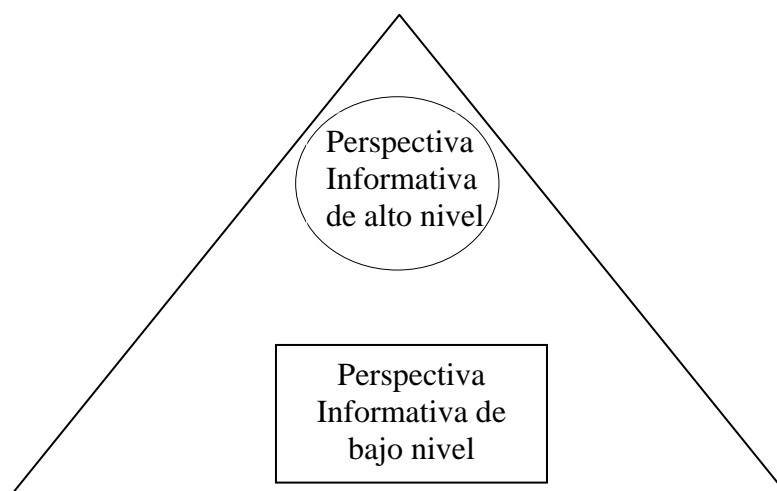 Perspectiva
Informativa
de alto nivel
Perspectiva
Informativa de
bajo nivel